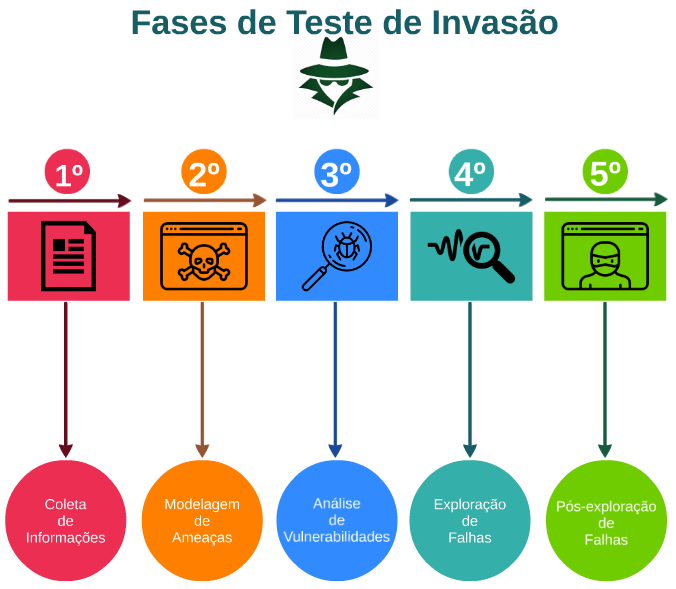 Fases de Teste de Invasão
1º
2º
3º
4º
5º
Coleta
de
Informações
Modelagem
de
Ameaças
Análise
de
Vulnerabilidades
Exploração
de
Falhas
Pós-exploração
de
Falhas